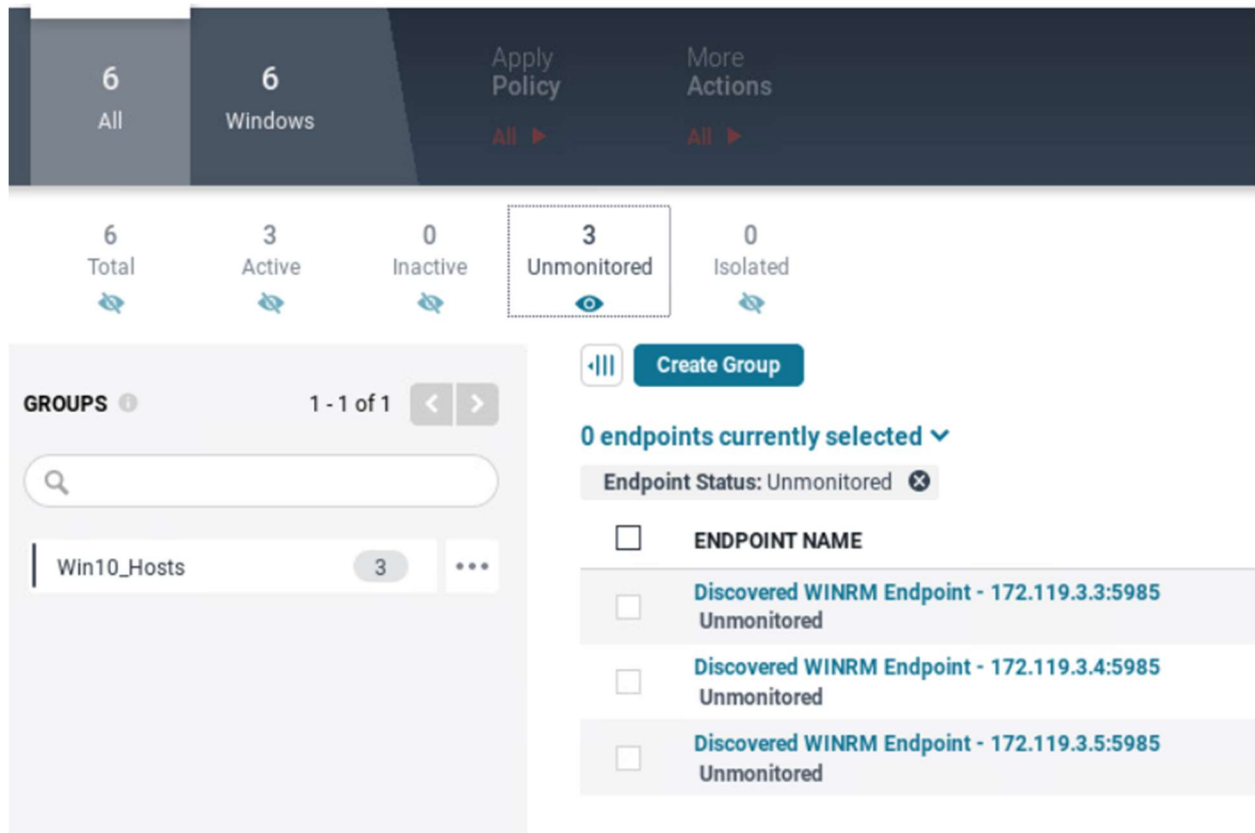 6
All
6
Windows
Apply
Policy
All
More
Actions
All
6
Total
3
Active
0
Inactive
3
Unmonitored
0
Isolated
GROUPS
1 - 1 of 1
Win10_Hosts
3
Create Group
0 endpoints currently selected
Endpoint Status: Unmonitored
ENDPOINT NAME
Discovered WINRM Endpoint - 172.119.3.3:5985
Unmonitored
Discovered WINRM Endpoint - 172.119.3.4:5985
Unmonitored
Discovered WINRM Endpoint - 172.119.3.5:5985
Unmonitored